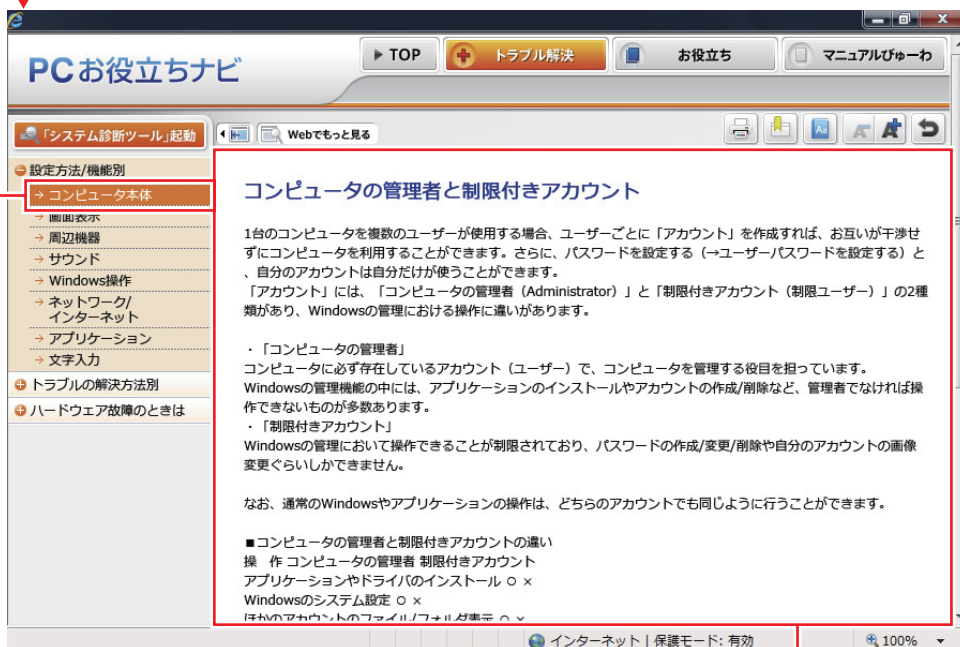 PCお役立ちナビ
TOP
トラブル解決
お役立ち
マニュアルびゅーわ
「システム診断ツール」起動
Webでもっと見る
設定方法/機能別
→ コンピュータ本体
→ 画面表示
→ 周辺機器
→ サウンド
→ Windows操作
→ ネットワーク/
インターネット
→ アプリケーション
→ 文字入力
トラブルの解決方法別
ハードウェア故障のときは
コンピュータの管理者と制限付きアカウント
1台のコンピュータを複数のユーザーが使用する場合、ユーザーごとに「アカウント」を作成すれば、お互いが干渉せ
ずにコンピュータを利用することができます。さらに、パスワードを設定する（→ユーザーパスワードを設定する）と
、自分のアカウントは自分だけが使うことができます。
「アカウント」には、「コンピュータの管理者（Administrator）」と「制限付きアカウント（制限ユーザー）」の2種
類があり、Windowsの管理における操作に違いがあります。
・「コンピュータの管理者」
コンピュータに必ず存在しているアカウント（ユーザー）で、コンピュータを管理する役目を担っています。
Windowsの管理機能の中には、アプリケーションのインストールやアカウントの作成/削除など、管理者でなければ操
作できないものが多数あります。
・「制限付きアカウント」
Windowsの管理において操作できることが制限されており、パスワードの作成/変更/削除や自分のアカウントの画像
変更ぐらいしかできません。
なお、通常のWindowsやアプリケーションの操作は、どちらのアカウントでも同じように行うことができます。
■コンピュータの管理者と制限付きアカウントの違い
操　作 コンピュータの管理者 制限付きアカウント
アプリケーションやドライバのインストール ○ ×
Windowsのシステム設定 ○ ×
ほかのアカウントのファイル/フォルダ表示 ○ ×
インターネット | 保護モード: 有効
100%